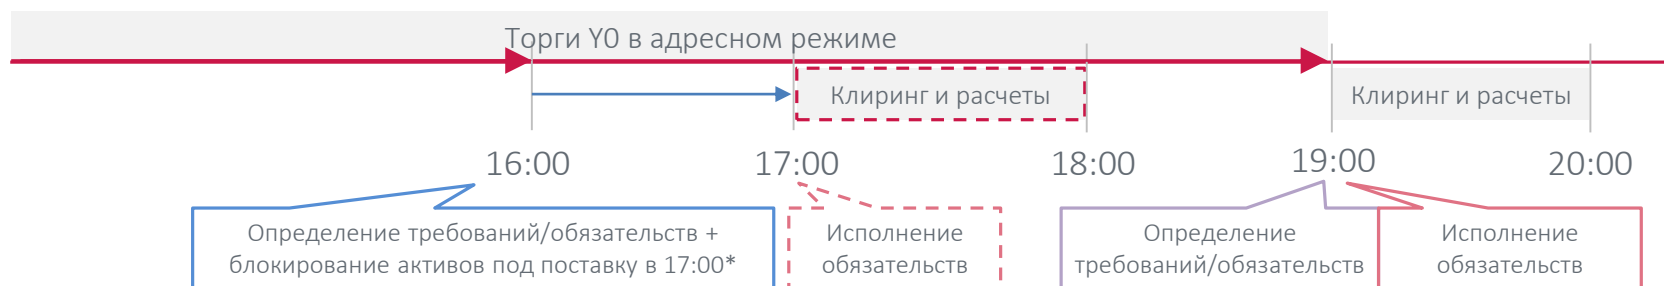 Торги Y0 в адресном режиме
Клиринг и расчеты
Клиринг и расчеты
16:00
17:00
18:00
19:00
20:00
Определение требований/обязательств +
блокирование активов под поставку в 17:00*
Исполнение
обязательств
Определение
требований/обязательств
Исполнение
обязательств